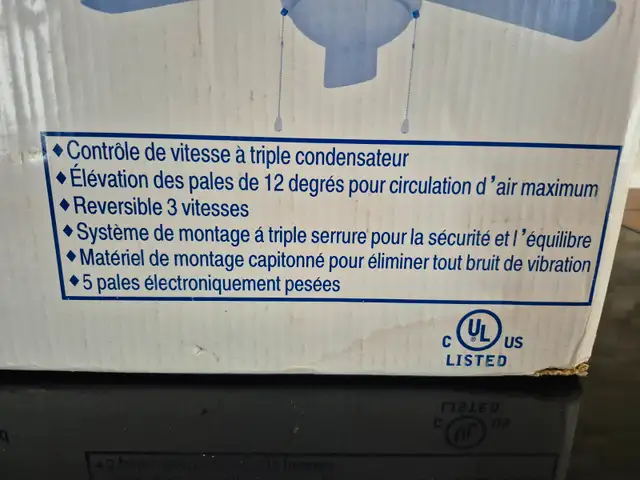 ◆Contrôle de vitesse à triple condensateur
◆Élévation des pales de 12 degrés pour circulation d'air maximum
◆Reversible 3 vitesses
◆Système de montage á triple serrure pour la sécurité et l'équilibre
◆Matériel de montage capitonné pour éliminer tout bruit de vibration
◆5 pales électroniquement pesées
C UL® US
LISTED